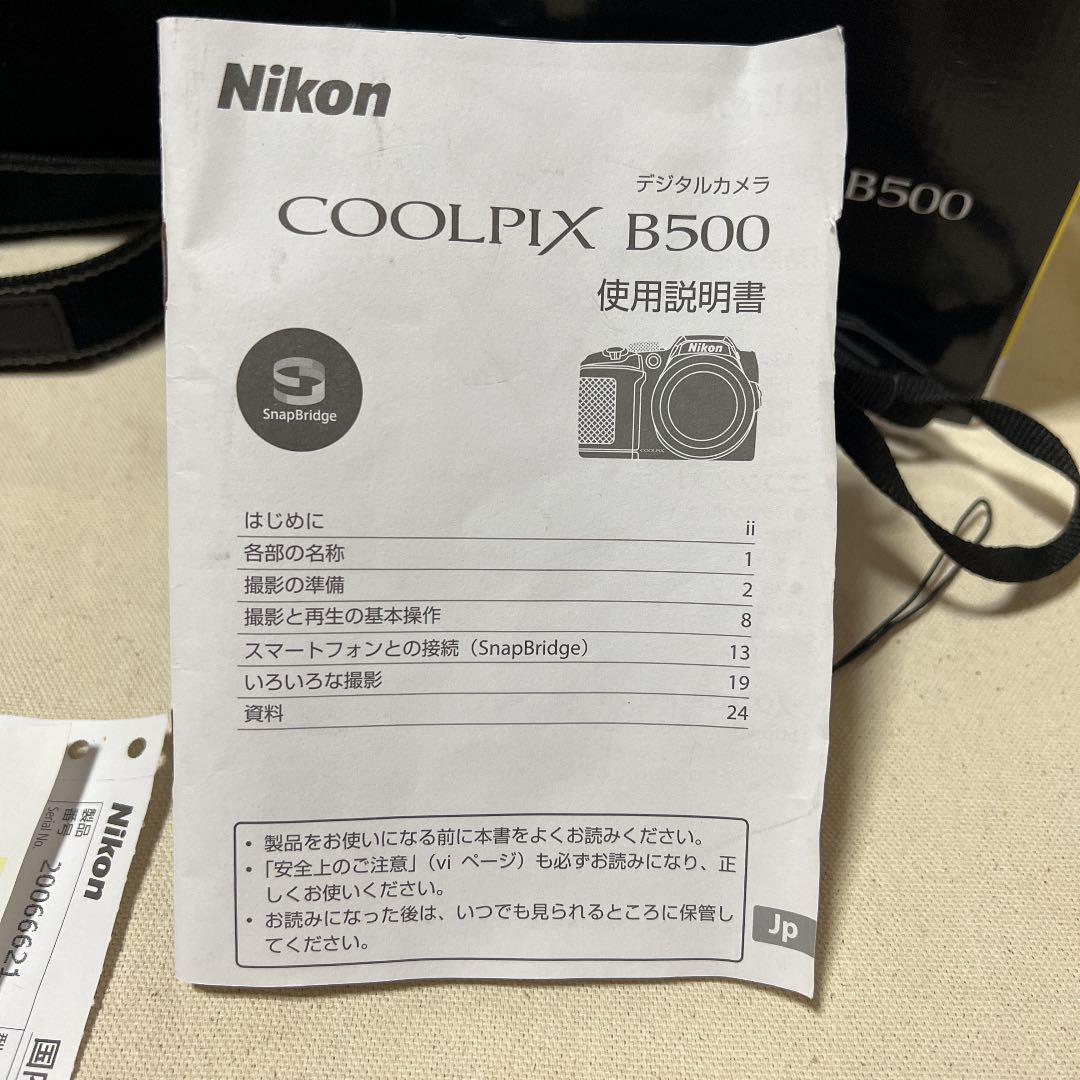 Nikon
デジタルカメラ
COOLPIX B500
使用説明書
SnapBridge
Nikon
COOLPIX
はじめに ii
各部の名称 1
撮影の準備 2
撮影と再生の基本操作 8
スマートフォンとの接続（SnapBridge） 13
いろいろな撮影 19
資料 24
• 製品をお使いになる前に本書をよくお読みください。
• 「安全上のご注意」（vi ページ）も必ずお読みになり、正
しくお使いください。
• お読みになった後は、いつでも見られるところに保管し
てください。
Jp
B500
Nikon
製品
番号
Serial No. 20066621
国内